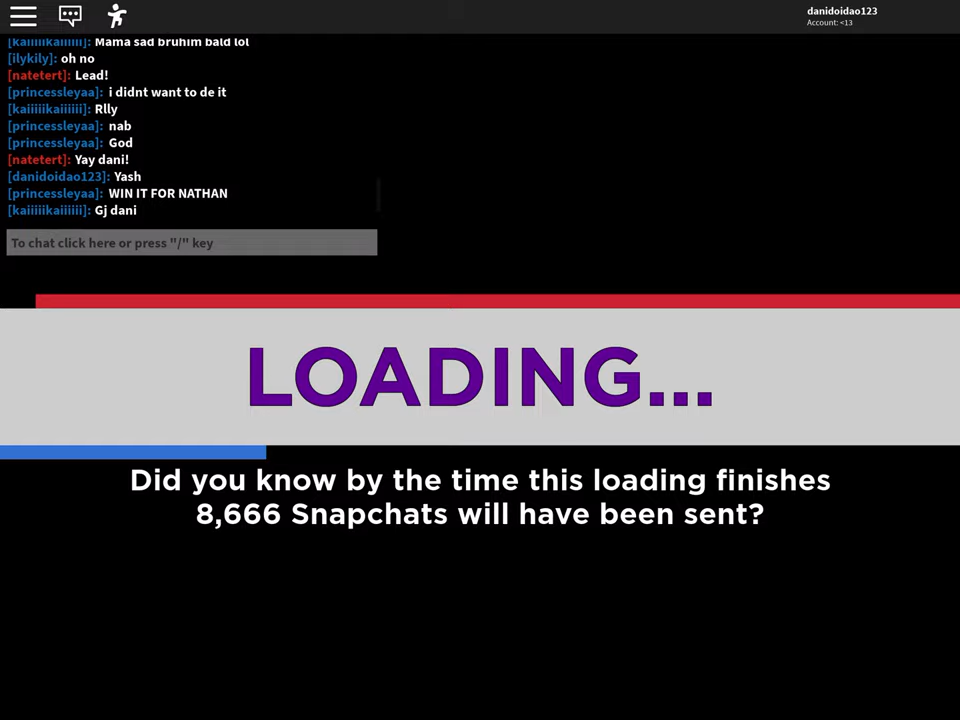 danidoidao123
Account: <13
[kaiiiiikaiiiiii]: Mama sad bruhim bald lol
[ilykily]: oh no
[natetert]: Lead!
[princessleyaa]: i didnt want to de it
[kaiiiiikaiiiiii]: Rlly
[princessleyaa]: nab
[princessleyaa]: God
[natetert]: Yay dani!
[danidoidao123]: Yash
[princessleyaa]: WIN IT FOR NATHAN
[kaiiiiikaiiiiii]: Gj dani
To chat click here or press "/" key
LOADING...
Did you know by the time this loading finishes
8,666 Snapchats will have been sent?